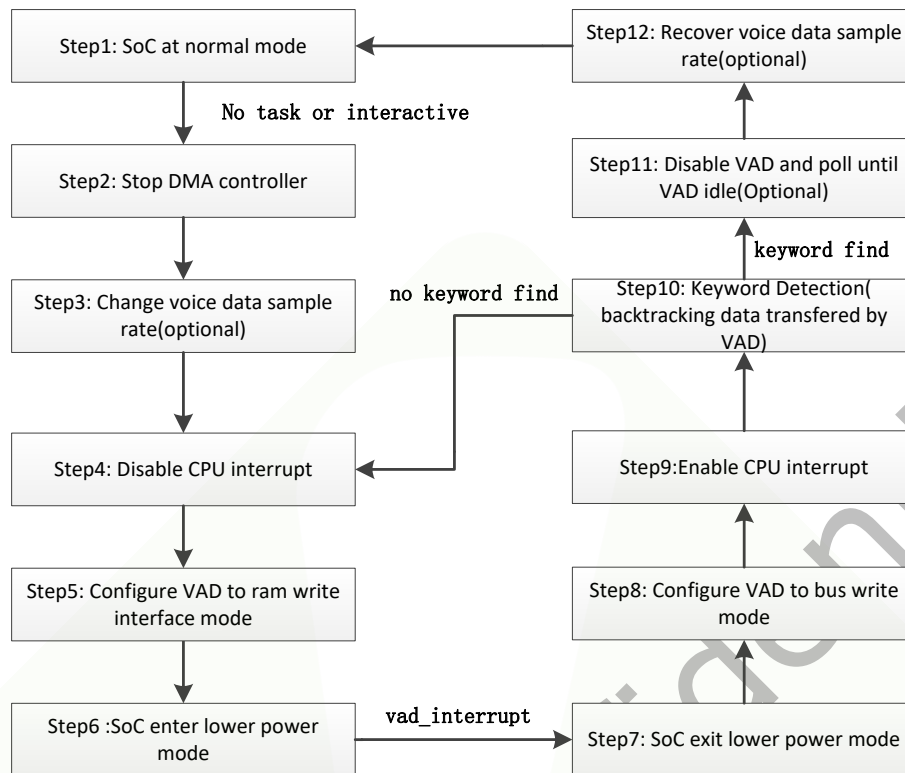 Step1: SoC at normal mode
No task or interactive
Step2: Stop DMA controller
Step3: Change voice data sample
rate(optional)
Step4: Disable CPU interrupt
Step5: Configure VAD to ram write
interface mode
Step6 :SoC enter lower power
mode
vad_interrupt
Step7: SoC exit lower power mode
Step8: Configure VAD to bus write
mode
Step9:Enable CPU interrupt
no keyword find
Step10: Keyword Detection(
backtracking data transfered by
VAD)
keyword find
Step11: Disable VAD and poll until
VAD idle(Optional)
Step12: Recover voice data sample
rate(optional)